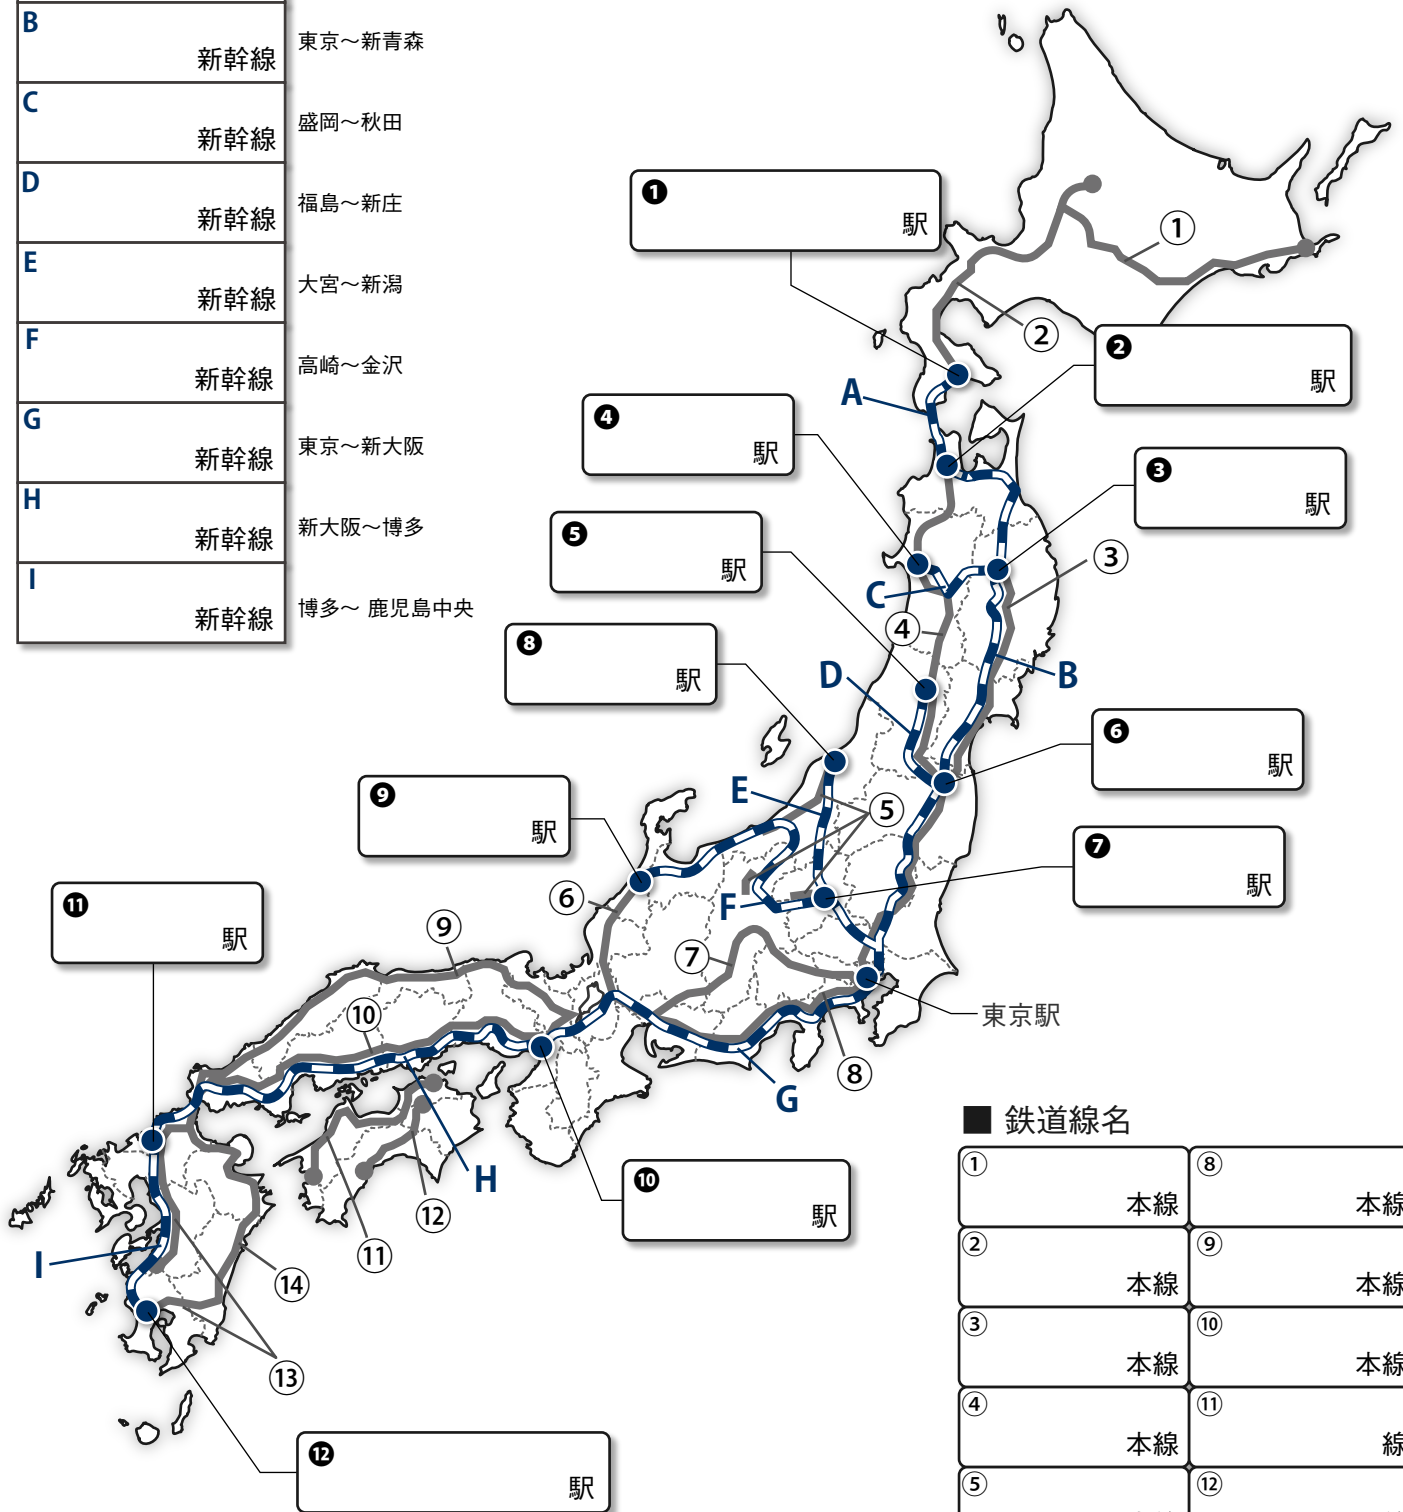 B
新幹線
東京～新青森
C
新幹線
盛岡～秋田
D
新幹線
福島～新庄
E
新幹線
大宮～新潟
F
新幹線
高崎～金沢
G
新幹線
東京～新大阪
H
新幹線
新大阪～博多
I
新幹線
博多～ 鹿児島中央
❶
駅
①
②
❷
駅
A
❹
駅
❸
駅
❺
駅
③
C
④
❽
駅
D
B
❻
駅
❾
駅
E
⑤
❼
駅
⓫
駅
⑥
F
⑨
⑦
⑩
東京駅
⑧
G
H
❿
駅
⑫
⑪
I
⑭
⑬
⓬
駅
■ 鉄道線名
①
本線
⑧
本線
②
本線
⑨
本線
③
本線
⑩
本線
④
本線
⑪
線
⑤
⑫